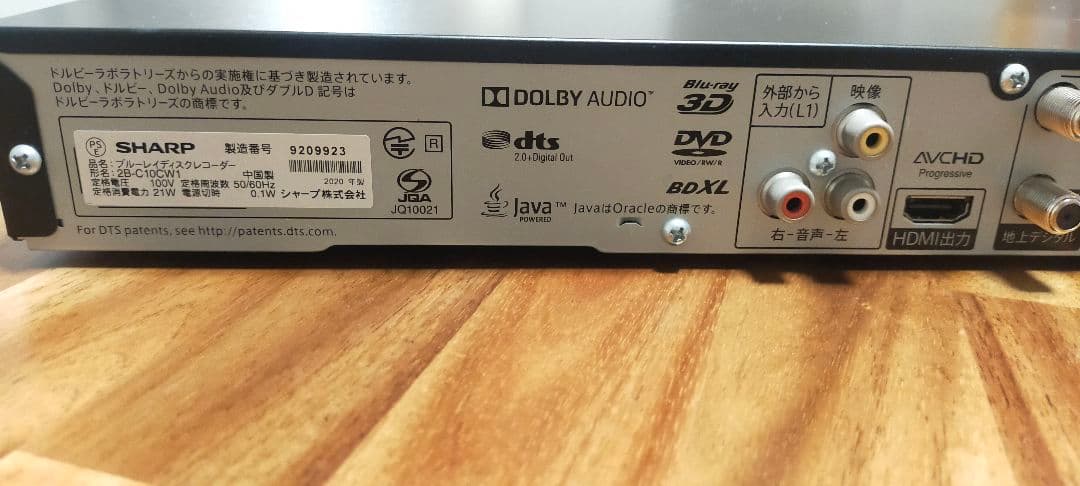 ドルビーラボラトリーズからの実施権に基づき製造されています。
Dolby、ドルビー、Dolby Audio及びダブルD 記号は
ドルビーラボラトリーズの商標です。
PS
E
SHARP 製造番号 9209923
品名:ブルーレイディスクレコーダー
形名:2B-C10CW1 中国製 2020 年製
定格電圧 100V 定格周波数 50/60Hz
定格消費電力 21W 電源切時 0.1W シャープ株式会社
R
JQA
JQ10021
For DTS patents, see http://patents.dts.com.
DOLBY AUDIO™
dts
2.0+Digital Out
Java™
POWERED
JavaはOracleの商標です。
Blu-ray
3D
DVD
VIDEO/RW/R
BDXL
外部から
入力(L1)
映像
右-音声-左
AVCHD
Progressive
HDMI出力
地上デジタル